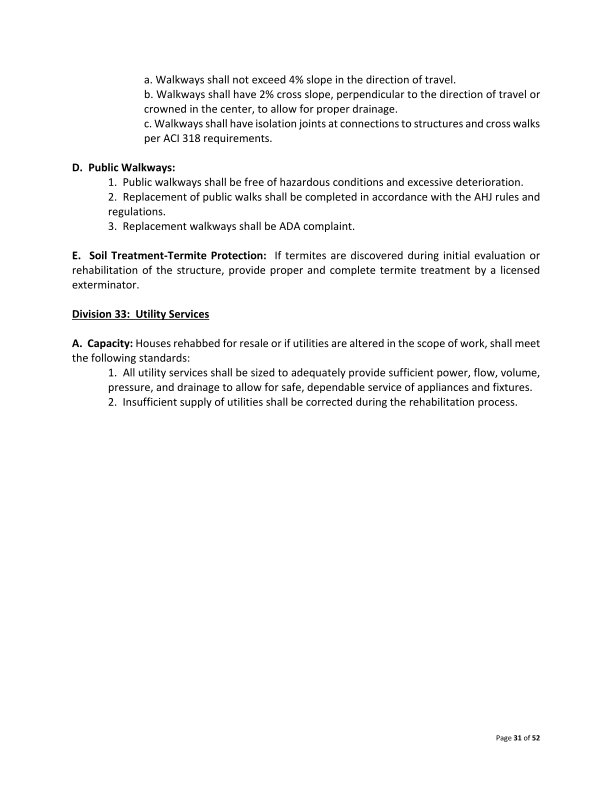 a. Walkways shall not exceed 4% slope in the direction of travel.
b. Walkways shall have 2% cross slope, perpendicular to the direction of travel or
crowned in the center, to allow for proper drainage.
c. Walkways shall have isolation joints at connections to structures and cross walks
per ACI 318 requirements.
D. Public Walkways:
1. Public walkways shall be free of hazardous conditions and excessive deterioration.
2. Replacement of public walks shall be completed in accordance with the AHJ rules and
regulations.
3. Replacement walkways shall be ADA complaint.
E. Soil Treatment-Termite Protection: If termites are discovered during initial evaluation or
rehabilitation of the structure, provide proper and complete termite treatment by a licensed
exterminator.
Division 33: Utility Services
A. Capacity: Houses rehabbed for resale or if utilities are altered in the scope of work, shall meet
the following standards:
1. All utility services shall be sized to adequately provide sufficient power, flow, volume,
pressure, and drainage to allow for safe, dependable service of appliances and fixtures.
2. Insufficient supply of utilities shall be corrected during the rehabilitation process.
Page 31 of 52